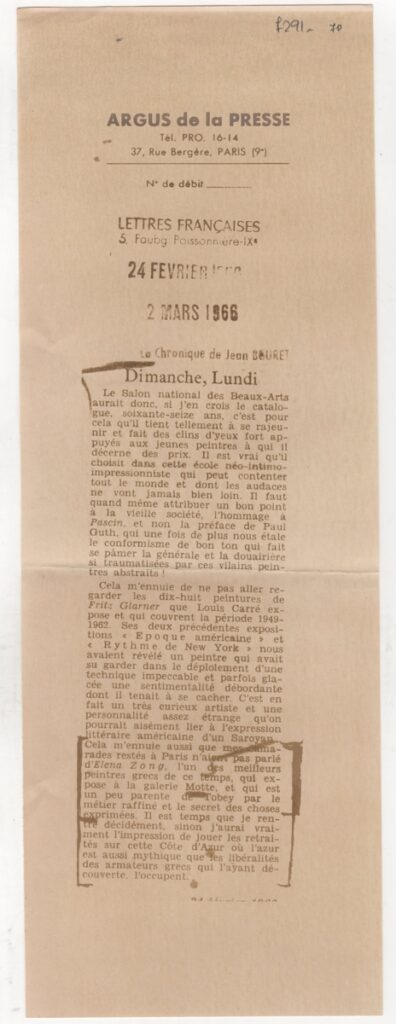 F291- 70
ARGUS de la PRESSE
Tél. PRO. 16-14
37, Rue Bergère, PARIS (9e)
N° de débit
LETTRES FRANÇAISES
5, Faubg Poissonnière-IXe
24 FEVRIER
2 MARS 1966
La Chronique de Jean BOURET
Dimanche, Lundi
Le Salon national des Beaux-Arts
aurait donc, si j'en crois le catalo-
gue, soixante-seize ans, c'est pour
cela qu'il tient tellement à se rajeu-
nir et fait des clins d'yeux fort ap-
puyés aux jeunes peintres à qui il
décerne des prix. Il est vrai qu'il
choisit dans cette école néo-intimo-
impressionniste qui peut contenter
tout le monde et dont les audaces
ne vont jamais bien loin. Il faut
quand même attribuer un bon point
à la vieille société, l'hommage à
Pascin, et non la préface de Paul
Guth, qui une fois de plus nous étale
le conformisme de bon ton qui fait
se pâmer la générale et la douairière
si traumatisées par ces vilains pein-
tres abstraits !
Cela m'ennuie de ne pas aller re-
garder les dix-huit peintures de
Fritz Glarner que Louis Carré ex-
pose et qui couvrent la période 1949-
1962. Ses deux précédentes exposi-
tions « Epoque américaine » et
« Rythme de New York » nous
avaient révélé un peintre qui avait
su garder dans le déploiement d'une
technique impeccable et parfois gla-
cée une sentimentalité débordante
dont il tenait à se cacher. C'est en
fait un très curieux artiste et une
personnalité assez étrange qu'on
pourrait aisément lier à l'expression
littéraire américaine d'un Saroyan.
Cela m'ennuie aussi que mes cama-
rades restés à Paris n'aient pas parlé
d'Elena Zong, l'un des meilleurs
peintres grecs de ce temps, qui ex-
pose à la galerie Motte, et qui est
un peu parente de Tobey par le
métier raffiné et le secret des choses
exprimées. Il est temps que je ren-
tre décidément, sinon j'aurai vrai-
ment l'impression de jouer les retrai-
tés sur cette Côte d'Azur où l'azur
est aussi mythique que les libéralités
des armateurs grecs qui l'ayant dé-
couverte, l'occupent.